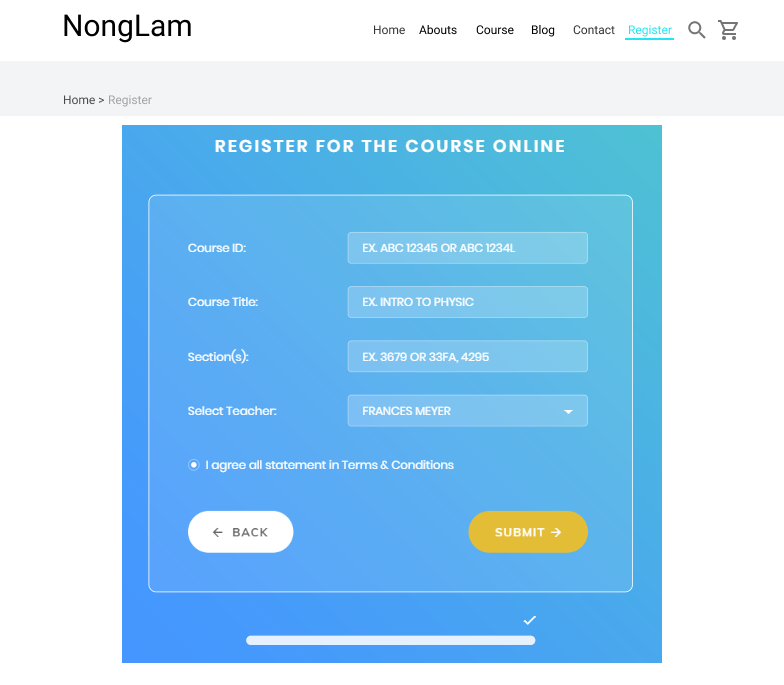 NongLam
Home Abouts Course Blog Contact Register
Home > Register
REGISTER FOR THE COURSE ONLINE
Course ID: EX. ABC 12345 OR ABC 1234L
Course Title: EX. INTRO TO PHYSIC
Section(s): EX. 3679 OR 33FA, 4295
Select Teacher: FRANCES MEYER
I agree all statement in Terms & Conditions
← BACK SUBMIT →